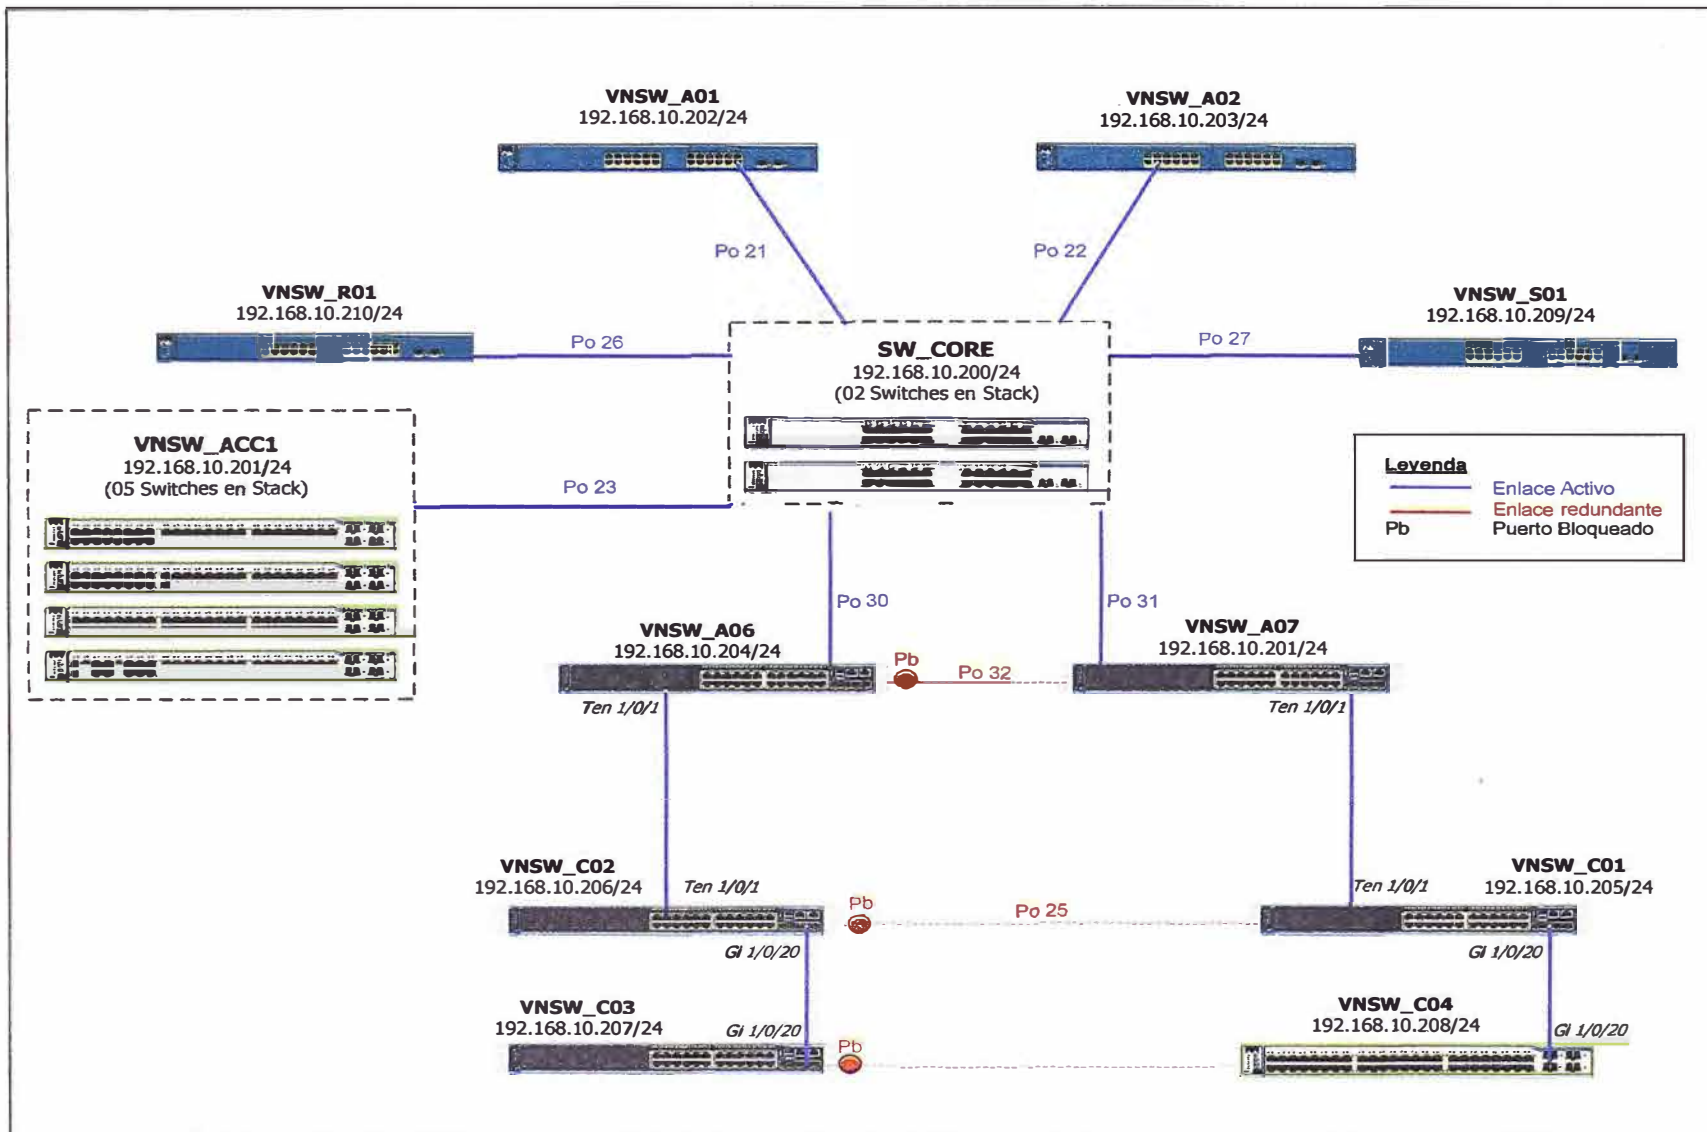 VNSW_A01
192.168.10.202/24
VNSW_A02
192.168.10.203/24
Po 21
Po 22
VNSW_R01
192.168.10.210/24
VNSW_S01
192.168.10.209/24
Po 26
SW_CORE
192.168.10.200/24
(02 Switches en Stack)
Po 27
VNSW_ACC1
192.168.10.201/24
(05 Switches en Stack)
Po 23
Leyenda
Enlace Activo
Enlace redundante
Pb Puerto Bloqueado
Po 30
Po 31
VNSW_A06
192.168.10.204/24
VNSW_A07
192.168.10.201/24
Pb
Po 32
Ten 1/0/1
Ten 1/0/1
VNSW_C02
192.168.10.206/24
Ten 1/0/1
VNSW_C01
192.168.10.205/24
Ten 1/0/1
Pb
Po 25
Gi 1/0/20
Gi 1/0/20
VNSW_C03
192.168.10.207/24
Gi 1/0/20
VNSW_C04
192.168.10.208/24
Gi 1/0/20
Pb